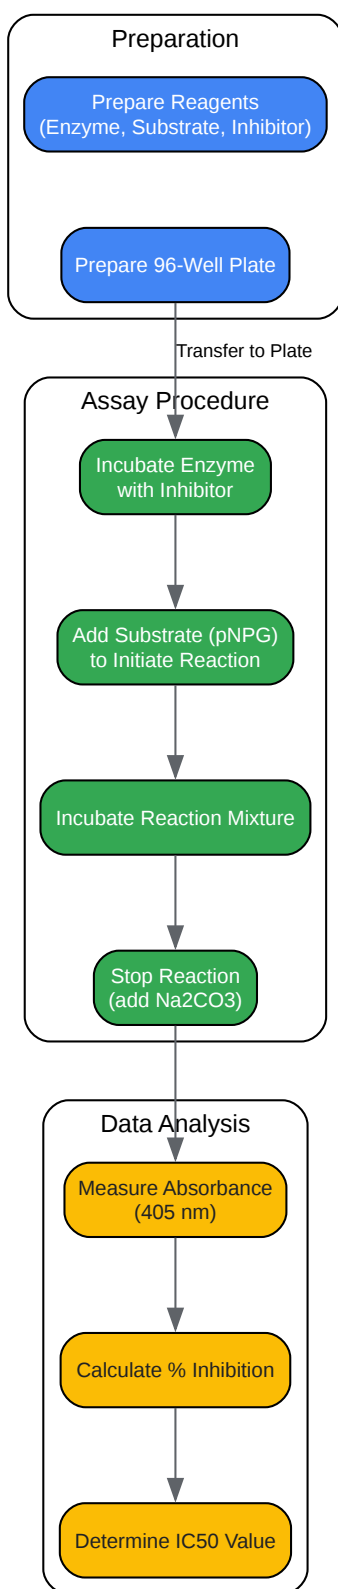 Preparation
Prepare Reagents
(Enzyme, Substrate, Inhibitor)
Prepare 96-Well Plate
Transfer to Plate
Assay Procedure
Incubate Enzyme
with Inhibitor
Add Substrate (pNPG)
to Initiate Reaction
Incubate Reaction Mixture
Stop Reaction
(add Na2CO3)
Data Analysis
Measure Absorbance
(405 nm)
Calculate % Inhibition
Determine IC50 Value